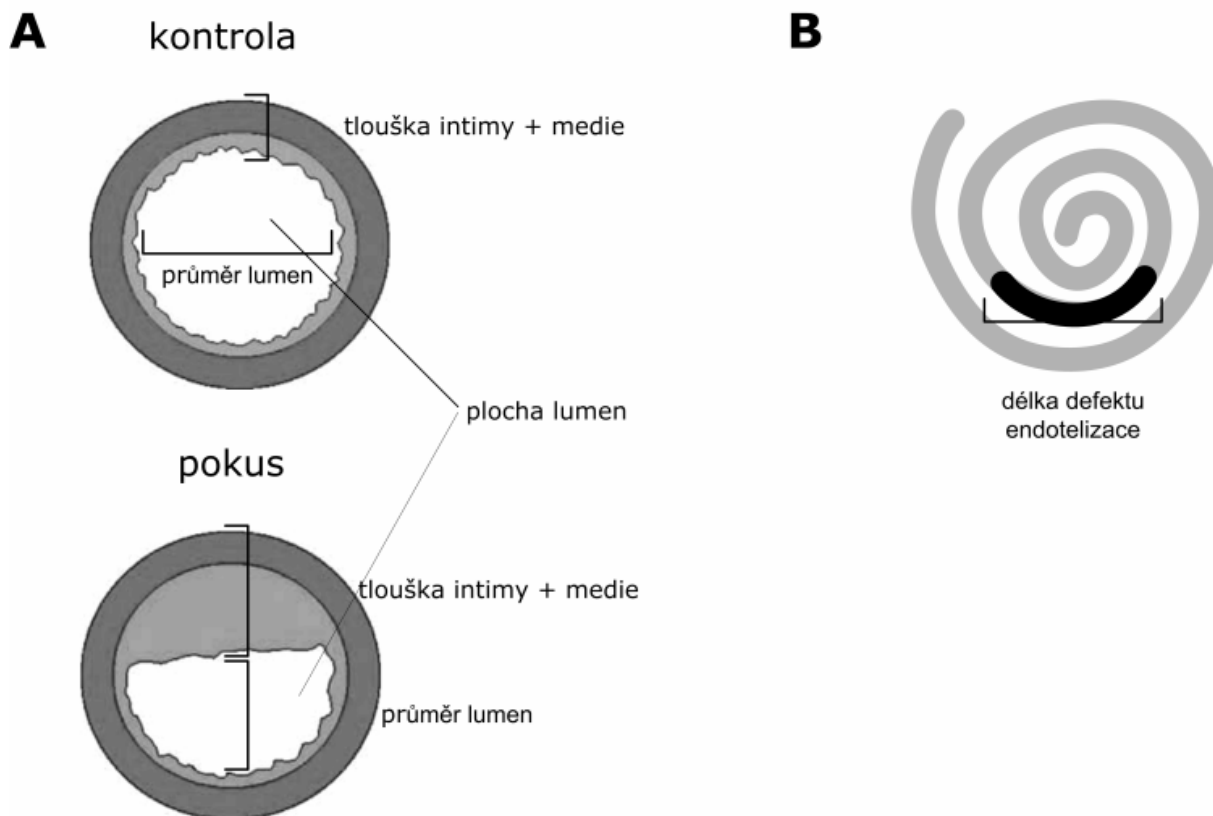 A
kontrola
tlouška intimy + medie
průměr lumen
plocha lumen
pokus
tlouška intimy + medie
průměr lumen
B
délka defektu
endotelizace